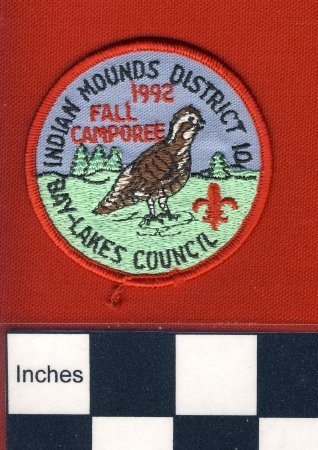 INDIAN MOUNDS DISTRICT 10,
1992
FALL
CAMPOREE
BAY-LAKES COUNCIL
Inches